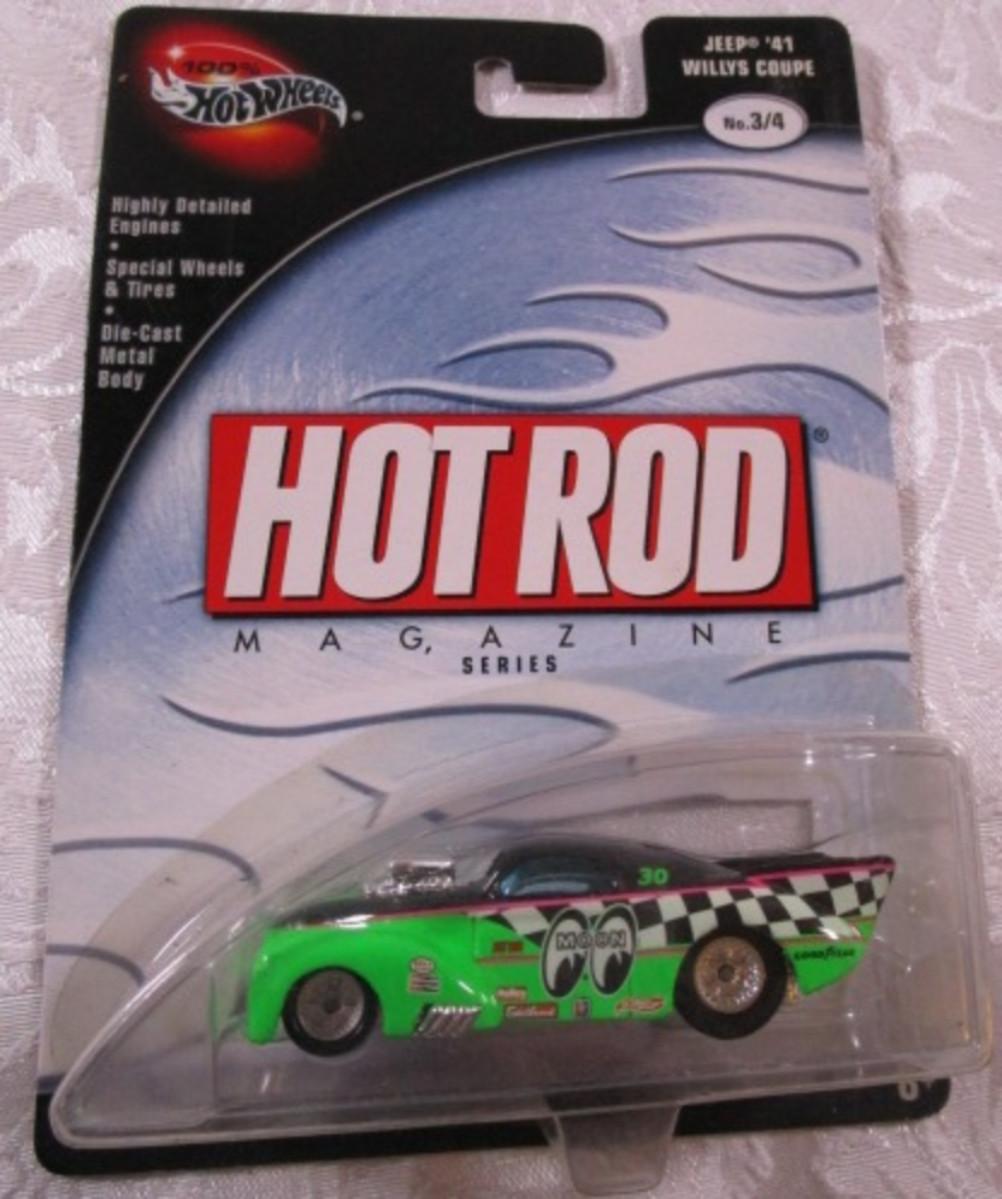 100%
Hot Wheels
JEEP® '41
WILLYS COUPE
No.3/4
Highly Detailed
Engines
•
Special Wheels
& Tires
•
Die-Cast
Metal
Body
HOT ROD®
MAGAZINE
SERIES
30
MOON
GOODYEAR